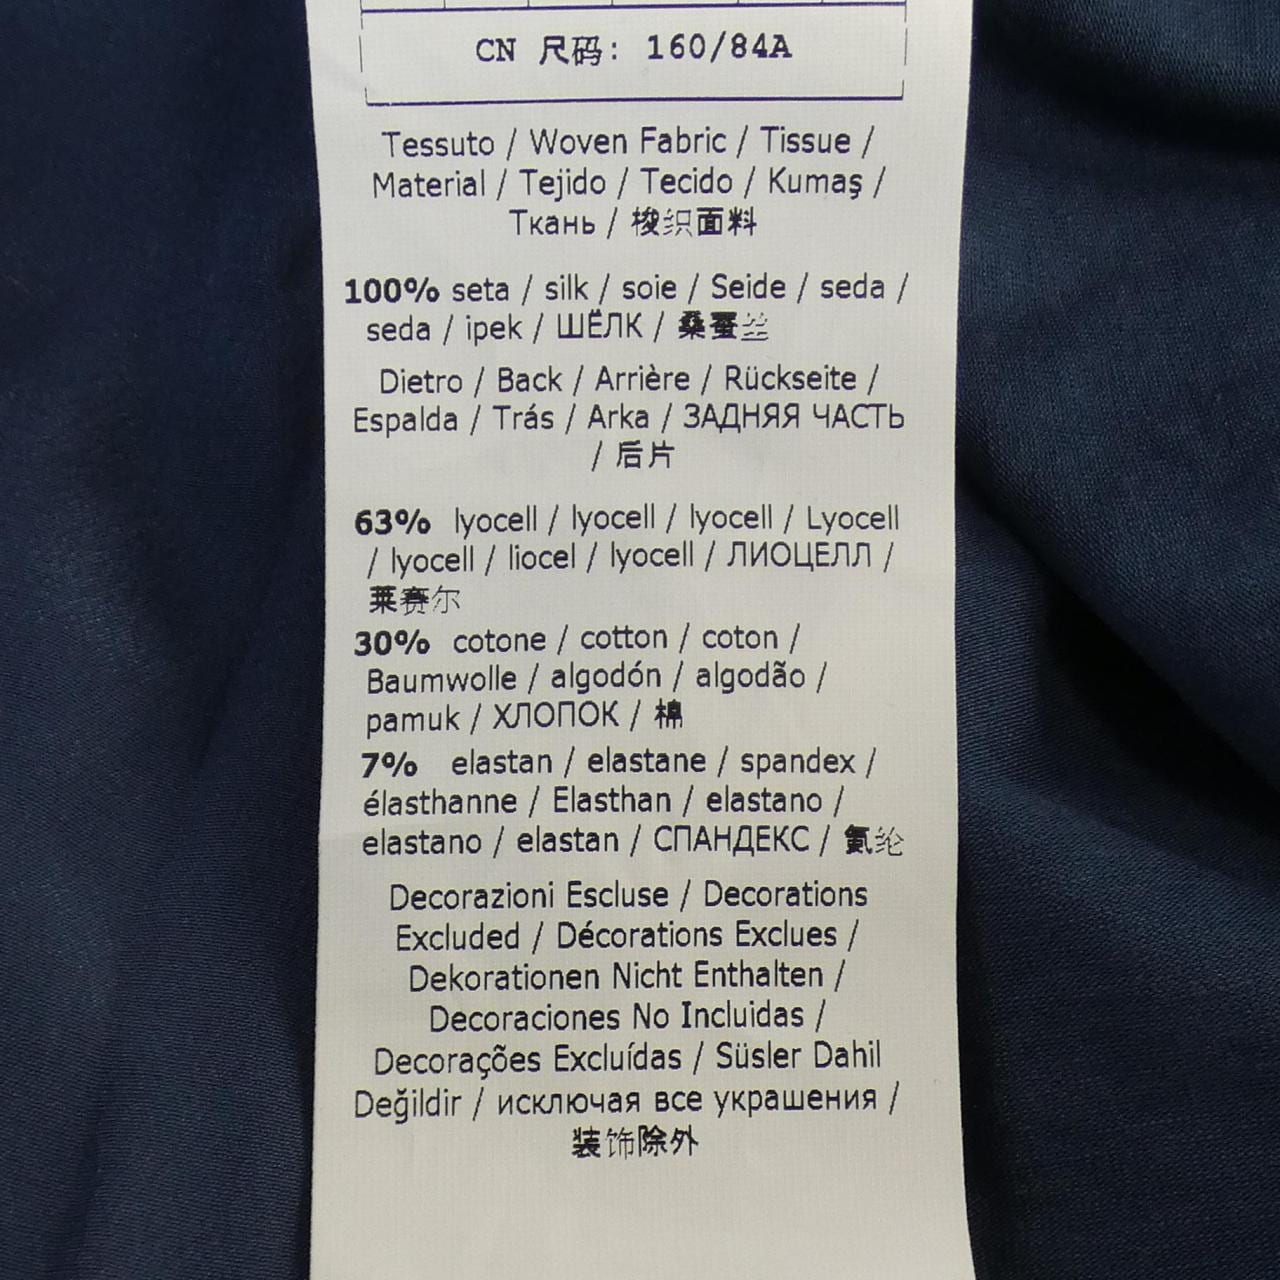 CN 尺码: 160/84A
Tessuto / Woven Fabric / Tissue /
Material / Tejido / Tecido / Kumaş /
Ткань / 梭织面料
100% seta / silk / soie / Seide / seda /
seda / ipek / ШЁЛК / 桑蚕丝
Dietro / Back / Arrière / Rückseite /
Espalda / Trás / Arka / ЗАДНЯЯ ЧАСТЬ
/ 后片
63% lyocell / lyocell / lyocell / Lyocell
/ lyocell / liocel / lyocell / ЛИОЦЕЛЛ /
莱赛尔
30% cotone / cotton / coton /
Baumwolle / algodón / algodão /
pamuk / ХЛОПОК / 棉
7% elastan / elastane / spandex /
élasthanne / Elasthan / elastano /
elastano / elastan / СПАНДЕКС / 氨纶
Decorazioni Escluse / Decorations
Excluded / Décorations Exclues /
Dekorationen Nicht Enthalten /
Decoraciones No Incluidas /
Decorações Excluídas / Süsler Dahil
Değildir / исключая все украшения /
装饰除外